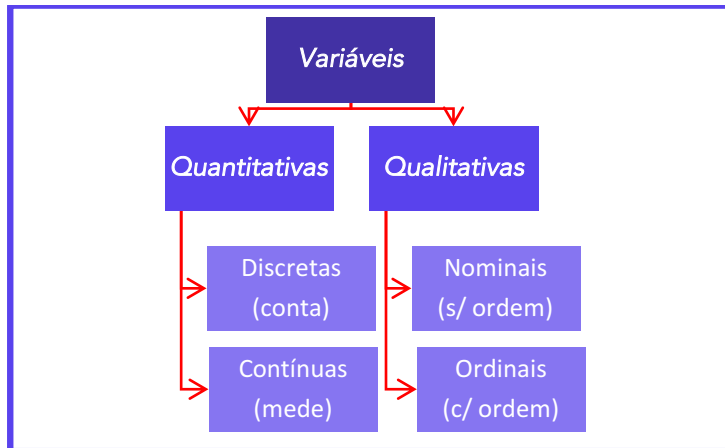 Variáveis
Quantitativas
Qualitativas
Discretas
(conta)
Nominais
(s/ ordem)
Contínuas
(mede)
Ordinais
(c/ ordem)